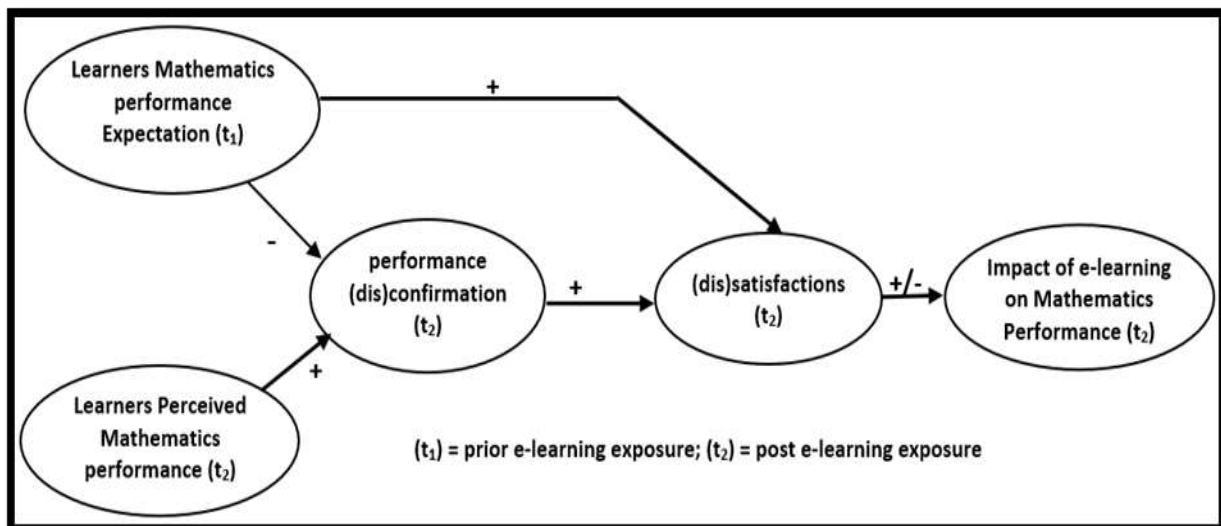 Learners Mathematics
performance
Expectation (t₁)
+
-
performance
(dis)confirmation
(t₂)
+
(dis)satisfactions
(t₂)
+/-
Impact of e-learning
on Mathematics
Performance (t₂)
+
Learners Perceived
Mathematics
performance (t₂)
(t₁) = prior e-learning exposure; (t₂) = post e-learning exposure